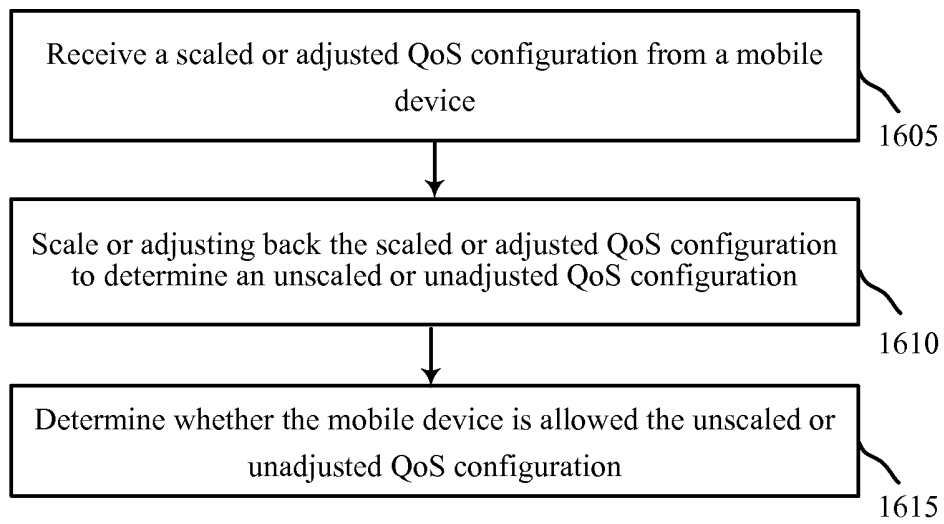 Receive a scaled or adjusted QoS configuration from a mobile
device
1605
Scale or adjusting back the scaled or adjusted QoS configuration
to determine an unscaled or unadjusted QoS configuration
1610
Determine whether the mobile device is allowed the unscaled or
unadjusted QoS configuration
1615